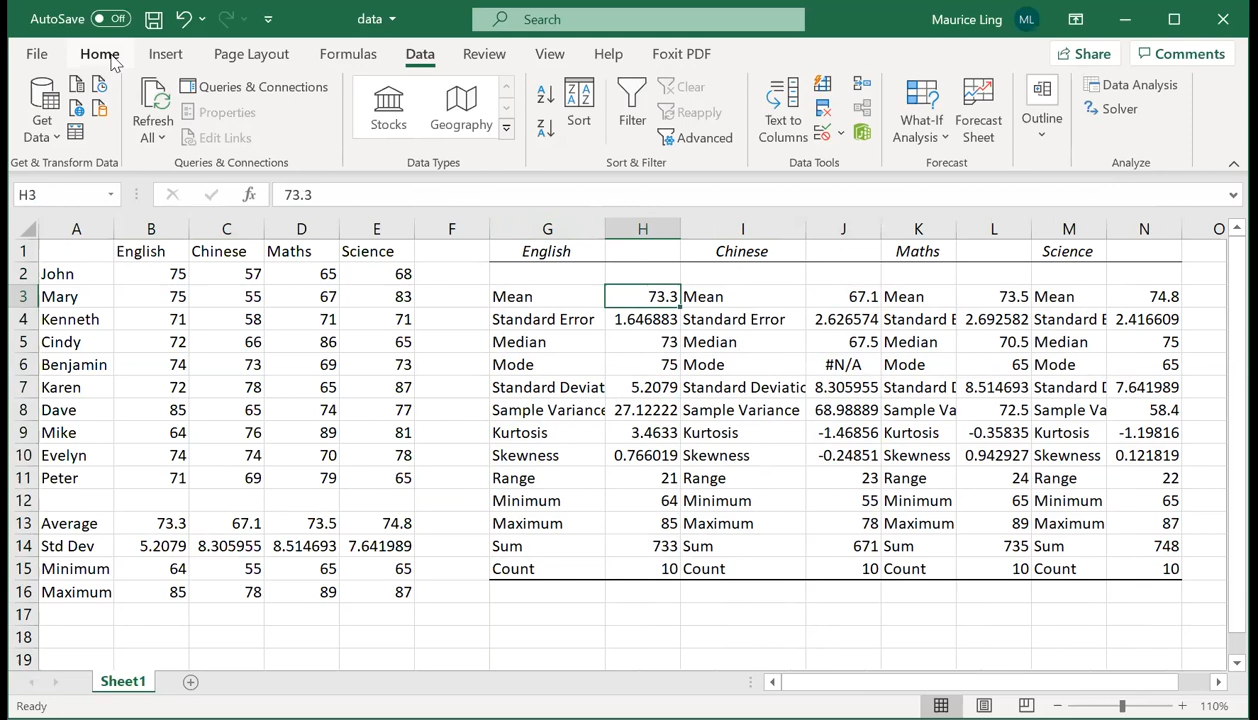 AutoSave Off data Search Maurice Ling ML
File Home Insert Page Layout Formulas Data Review View Help Foxit PDF Share Comments
Get Data
Refresh All
Queries & Connections
Properties
Edit Links
Stocks Geography
Sort
Filter
Clear
Reapply
Advanced
Text to Columns
What-If Analysis
Forecast Sheet
Outline
Data Analysis
Solver
Get & Transform Data Queries & Connections Data Types Sort & Filter Data Tools Forecast Analyze
H3 fx 73.3
A B C D E F G H I J K L M N O
1 English Chinese Maths Science English Chinese Maths Science
2 John 75 57 65 68
3 Mary 75 55 67 83 Mean 73.3 Mean 67.1 Mean 73.5 Mean 74.8
4 Kenneth 71 58 71 71 Standard Error 1.646883 Standard Error 2.626574 Standard E 2.692582 Standard E 2.416609
5 Cindy 72 66 86 65 Median 73 Median 67.5 Median 70.5 Median 75
6 Benjamin 74 73 69 73 Mode 75 Mode #N/A Mode 65 Mode 65
7 Karen 72 78 65 87 Standard Deviat 5.2079 Standard Deviatic 8.305955 Standard D 8.514693 Standard D 7.641989
8 Dave 85 65 74 77 Sample Variance 27.12222 Sample Variance 68.98889 Sample Va 72.5 Sample Va 58.4
9 Mike 64 76 89 81 Kurtosis 3.4633 Kurtosis -1.46856 Kurtosis -0.35835 Kurtosis -1.19816
10 Evelyn 74 74 70 78 Skewness 0.766019 Skewness -0.24851 Skewness 0.942927 Skewness 0.121819
11 Peter 71 69 79 65 Range 21 Range 23 Range 24 Range 22
12 Minimum 64 Minimum 55 Minimum 65 Minimum 65
13 Average 73.3 67.1 73.5 74.8 Maximum 85 Maximum 78 Maximum 89 Maximum 87
14 Std Dev 5.2079 8.305955 8.514693 7.641989 Sum 733 Sum 671 Sum 735 Sum 748
15 Minimum 64 55 65 65 Count 10 Count 10 Count 10 Count 10
16 Maximum 85 78 89 87
17
18
19
Sheet1
Ready 110%